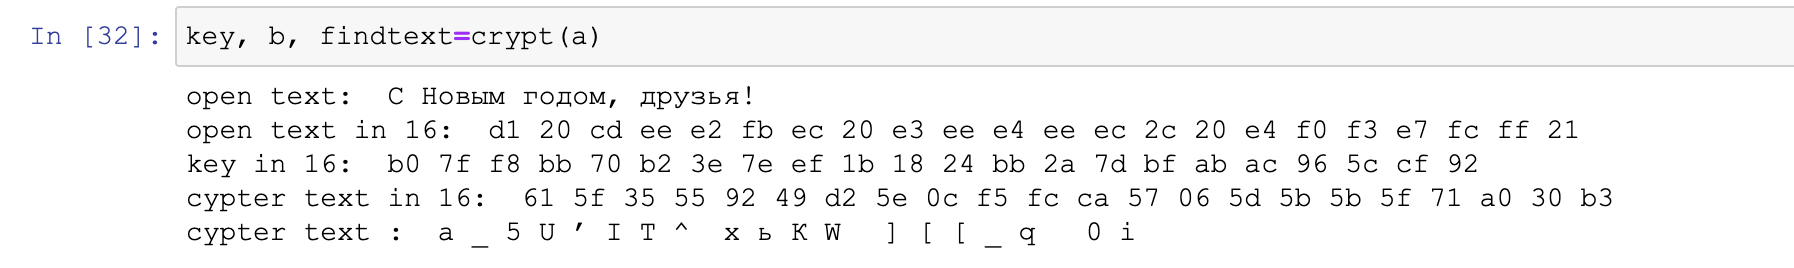 In [32]: key, b, findtext=crypt(a)
open text:  С Новым годом, друзья!
open text in 16:  d1 20 cd ee e2 fb ec 20 e3 ee e4 ee ec 2c 20 e4 f0 f3 e7 fc ff 21
key in 16:  b0 7f f8 bb 70 b2 3e 7e ef 1b 18 24 bb 2a 7d bf ab ac 96 5c cf 92
cypter text in 16:  61 5f 35 55 92 49 d2 5e 0c f5 fc ca 57 06 5d 5b 5b 5f 71 a0 30 b3
cypter text :  a _ 5 U ’ I Т ^  х ь К W  ] [ [ _ q   0 і